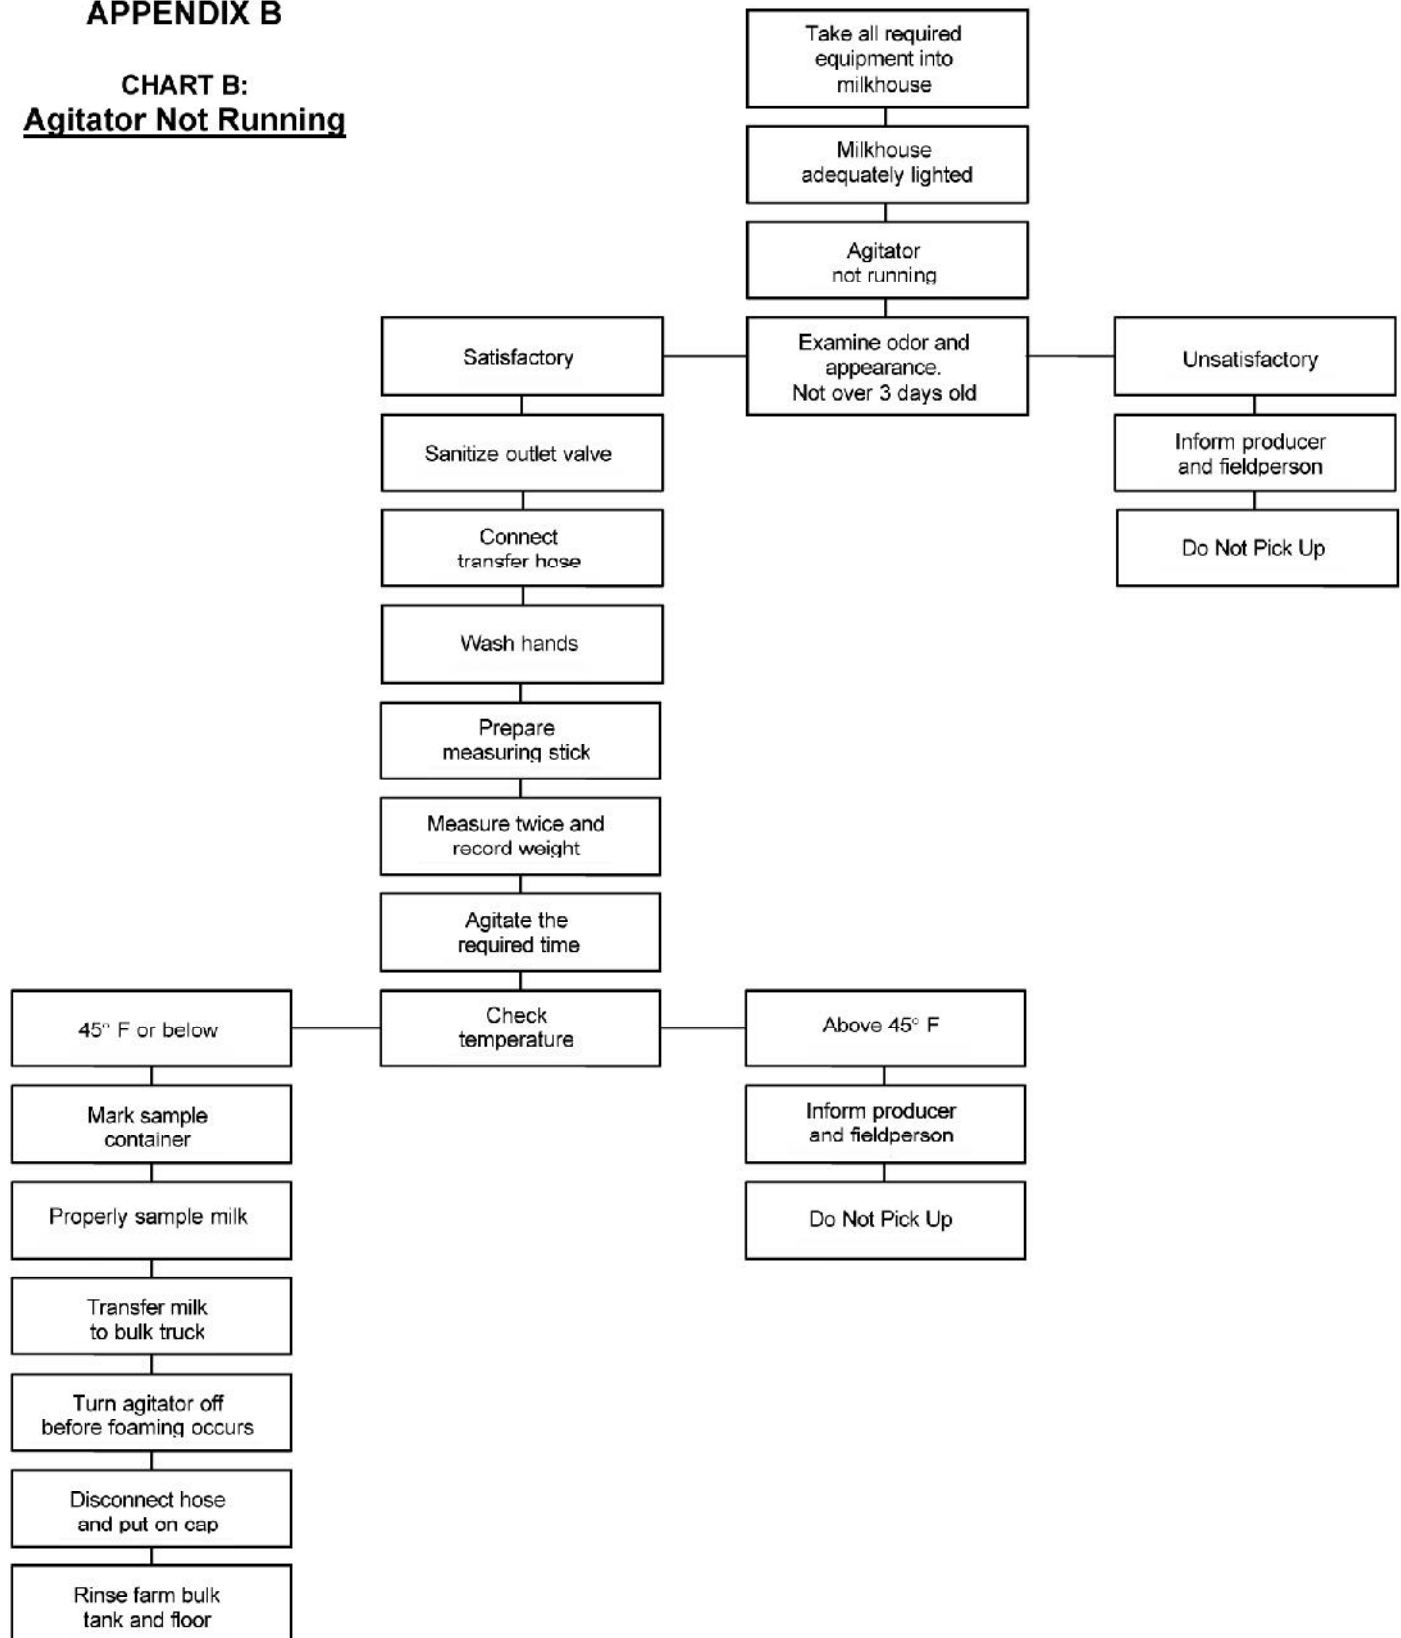 APPENDIX B
CHART B:
Agitator Not Running
Take all required
equipment into
milkhouse
Milkhouse
adequately lighted
Agitator
not running
Examine odor and
appearance.
Not over 3 days old
Satisfactory
Unsatisfactory
Sanitize outlet valve
Inform producer
and fieldperson
Connect
transfer hose
Do Not Pick Up
Wash hands
Prepare
measuring stick
Measure twice and
record weight
Agitate the
required time
Check
temperature
45° F or below
Above 45° F
Mark sample
container
Inform producer
and fieldperson
Properly sample milk
Do Not Pick Up
Transfer milk
to bulk truck
Turn agitator off
before foaming occurs
Disconnect hose
and put on cap
Rinse farm bulk
tank and floor